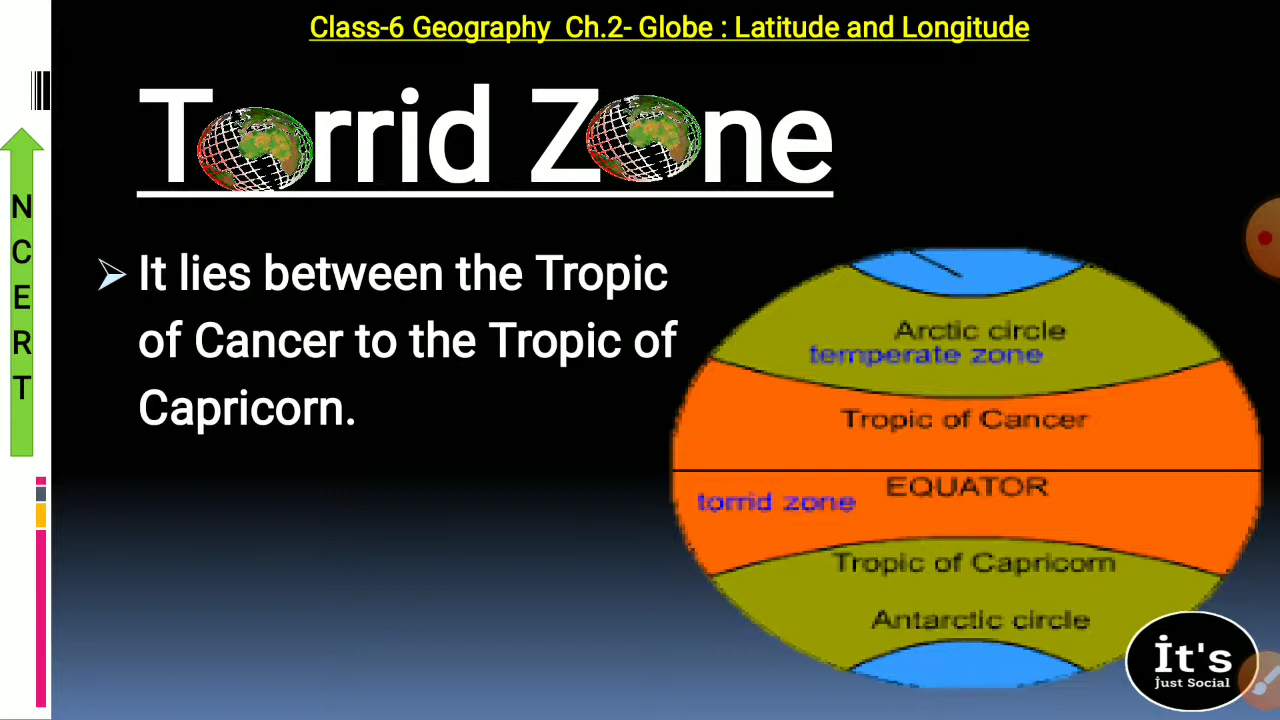 Class-6 Geography Ch.2- Globe : Latitude and Longitude
Torrid Zone
NCERT
It lies between the Tropic
of Cancer to the Tropic of
Capricorn.
Arctic circle
temperate zone
Tropic of Cancer
EQUATOR
torrid zone
Tropic of Capricorn
Antarctic circle
it's
just Social